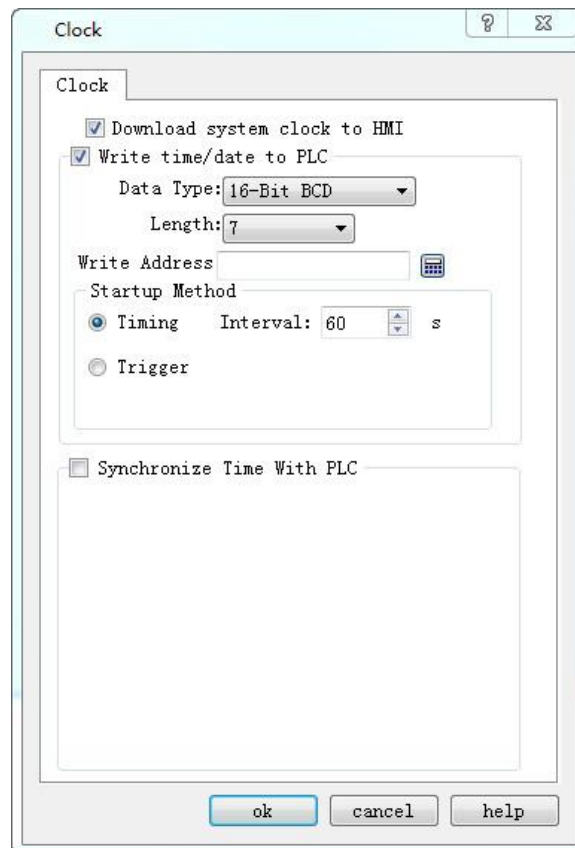 Clock
Clock
Download system clock to HMI
Write time/date to PLC
Data Type: 16-Bit BCD
Length: 7
Write Address
Startup Method
Timing Interval: 60 s
Trigger
Synchronize Time With PLC
ok cancel help